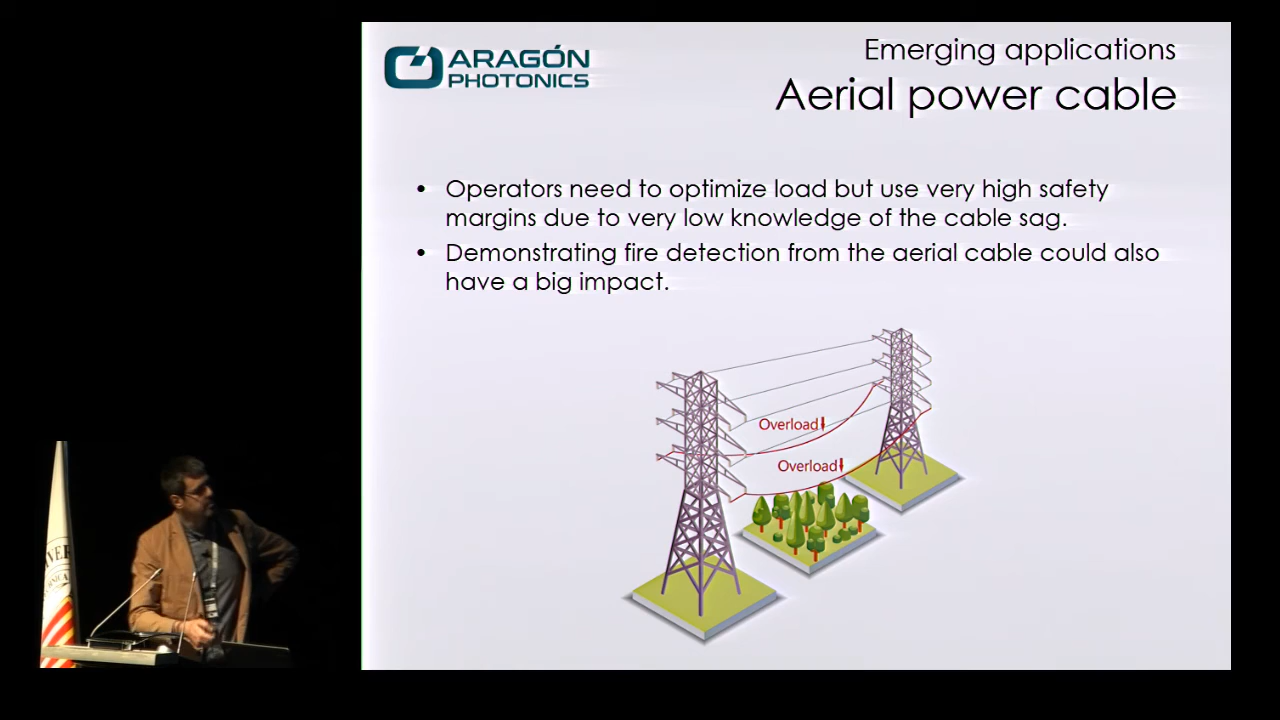 ARAGÓN
PHOTONICS
Emerging applications
Aerial power cable
• Operators need to optimize load but use very high safety
margins due to very low knowledge of the cable sag.
• Demonstrating fire detection from the aerial cable could also
have a big impact.
Overload
Overload